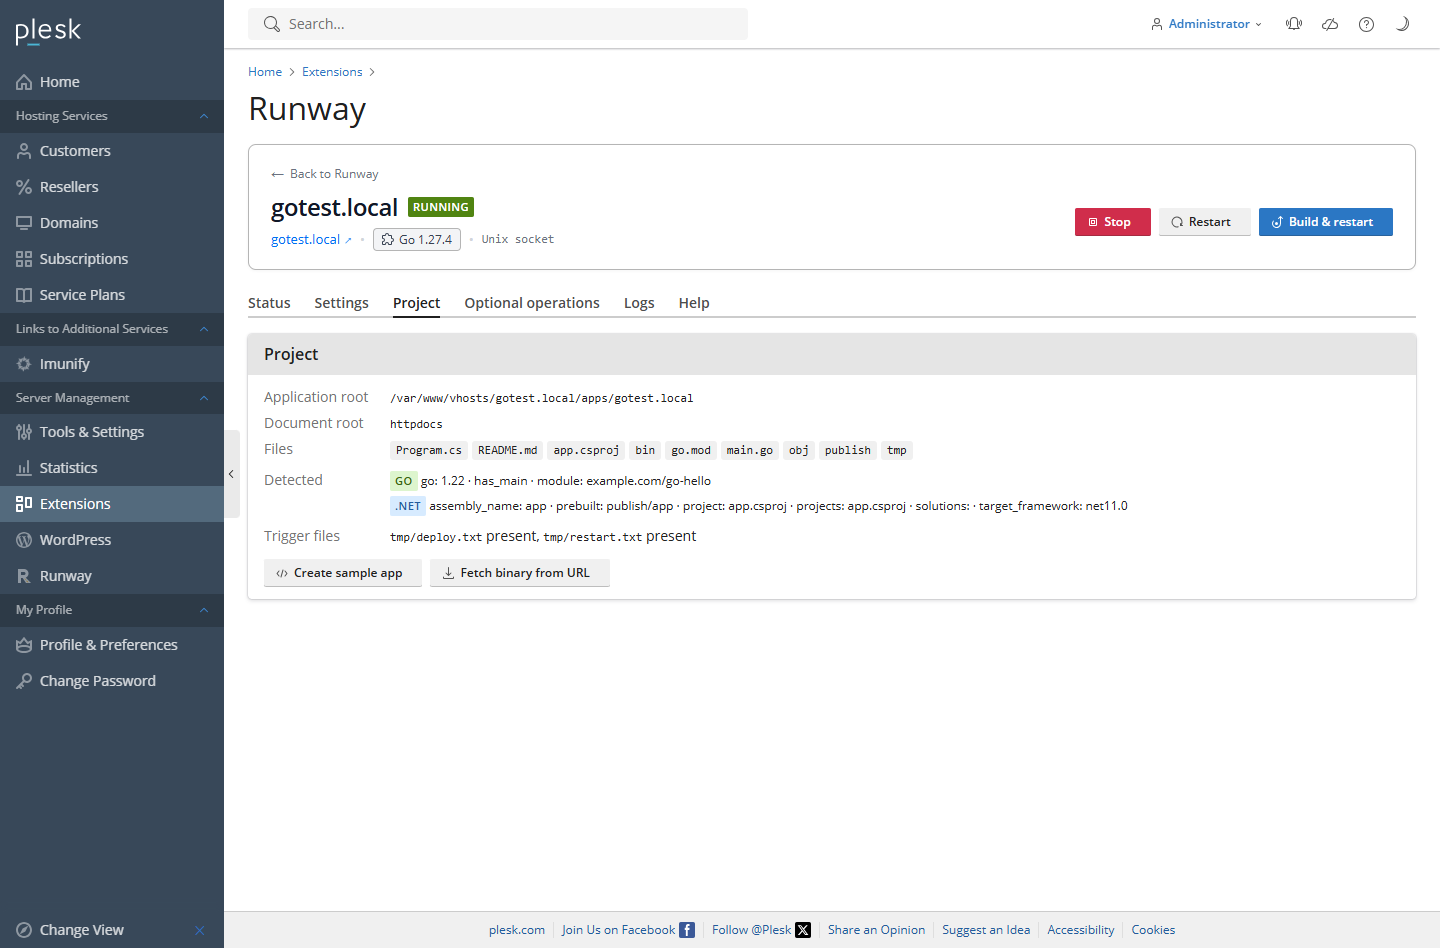 plesk
Search...
Administrator
Home
Hosting Services
Customers
Resellers
Domains
Subscriptions
Service Plans
Links to Additional Services
Imunify
Server Management
Tools & Settings
Statistics
Extensions
WordPress
Runway
My Profile
Profile & Preferences
Change Password
Change View
Home > Extensions >
Runway
← Back to Runway
gotest.local RUNNING
gotest.local ↗ • Go 1.27.4 • Unix socket
Stop Restart Build & restart
Status Settings Project Optional operations Logs Help
Project
Application root /var/www/vhosts/gotest.local/apps/gotest.local
Document root httpdocs
Files Program.cs README.md app.csproj bin go.mod main.go obj publish tmp
Detected GO go: 1.22 · has_main · module: example.com/go-hello
.NET assembly_name: app · prebuilt: publish/app · project: app.csproj · projects: app.csproj · solutions: · target_framework: net11.0
Trigger files tmp/deploy.txt present, tmp/restart.txt present
Create sample app Fetch binary from URL
plesk.com Join Us on Facebook Follow @Plesk Share an Opinion Suggest an Idea Accessibility Cookies